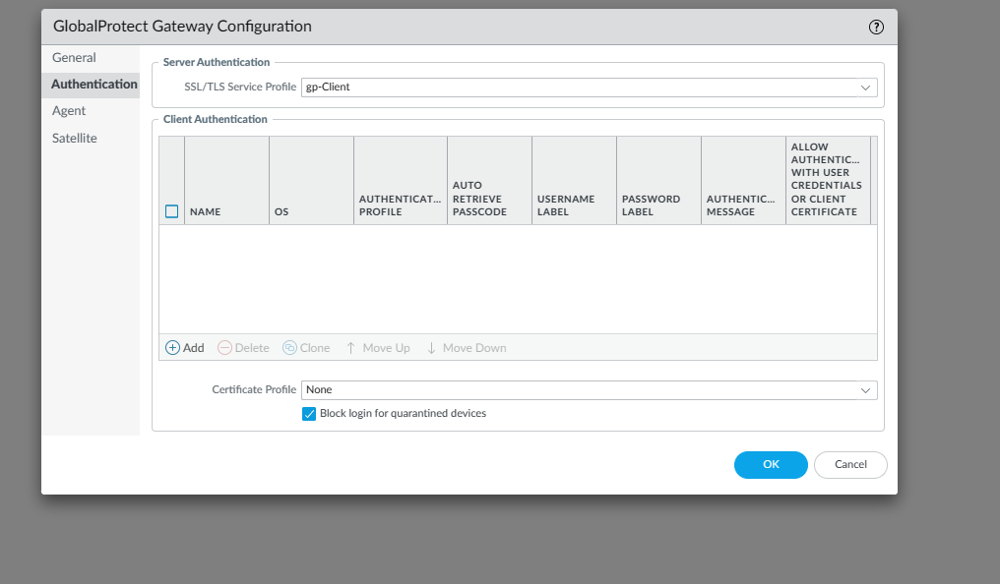 GlobalProtect Gateway Configuration
?
General
Authentication
Agent
Satellite
Server Authentication
SSL/TLS Service Profile
gp-Client
Client Authentication
NAME
OS
AUTHENTICAT...
PROFILE
AUTO
RETRIEVE
PASSCODE
USERNAME
LABEL
PASSWORD
LABEL
AUTHENTIC...
MESSAGE
ALLOW
AUTHENTIC...
WITH USER
CREDENTIALS
OR CLIENT
CERTIFICATE
Add
Delete
Clone
Move Up
Move Down
Certificate Profile
None
Block login for quarantined devices
OK
Cancel